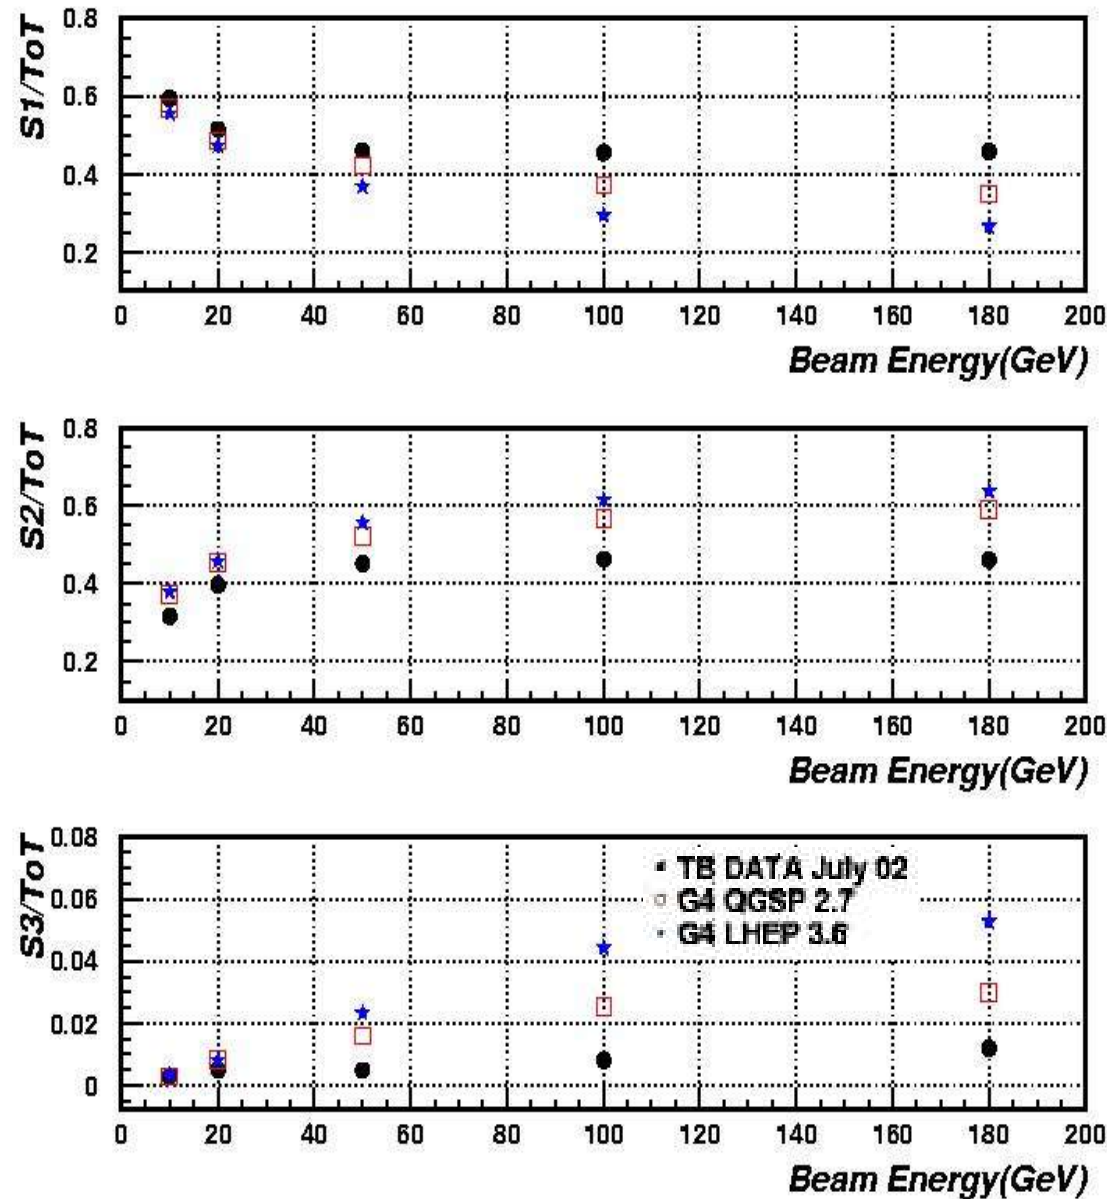 S1/ToT
0.8
0.6
0.4
0.2
0 20 40 60 80 100 120 140 160 180 200
Beam Energy(GeV)
S2/ToT
0.8
0.6
0.4
0.2
0 20 40 60 80 100 120 140 160 180 200
Beam Energy(GeV)
S3/ToT
0.08
0.06
0.04
0.02
0
TB DATA July 02
G4 QGSP 2.7
G4 LHEP 3.6
0 20 40 60 80 100 120 140 160 180 200
Beam Energy(GeV)